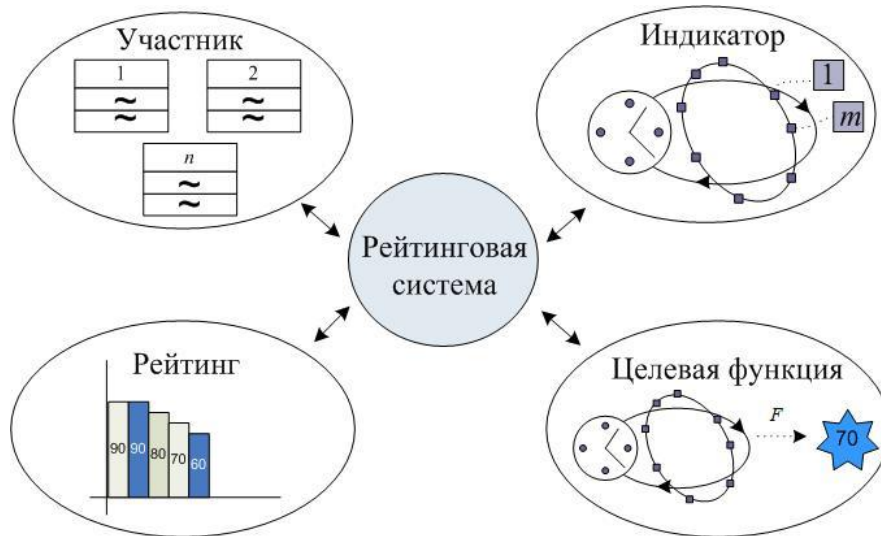 Участник
1
2
n
Индикатор
1
m
Рейтинговая
система
Рейтинг
90 90 80 70 60
Целевая функция
F
70